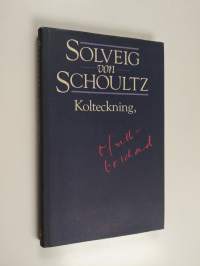 SOLVEIG
von
SCHOULTZ
Kolteckning,